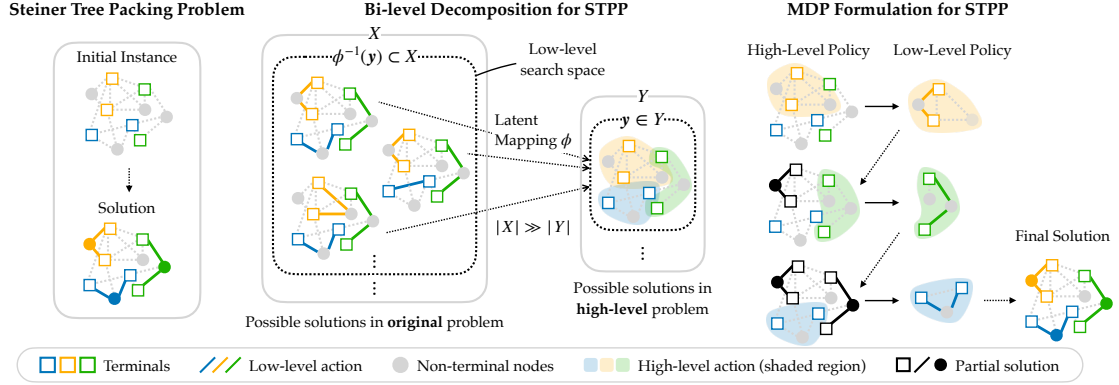 Steiner Tree Packing Problem
Initial Instance
Solution
Bi-level Decomposition for STPP
X
ϕ⁻¹(y) ⊂ X
Low-level
search space
Latent
Mapping ϕ
|X| ≫ |Y|
Y
y ∈ Y
Possible solutions in original problem
Possible solutions in
high-level problem
MDP Formulation for STPP
High-Level Policy
Low-Level Policy
Final Solution
Terminals
Low-level action
Non-terminal nodes
High-level action (shaded region)
Partial solution